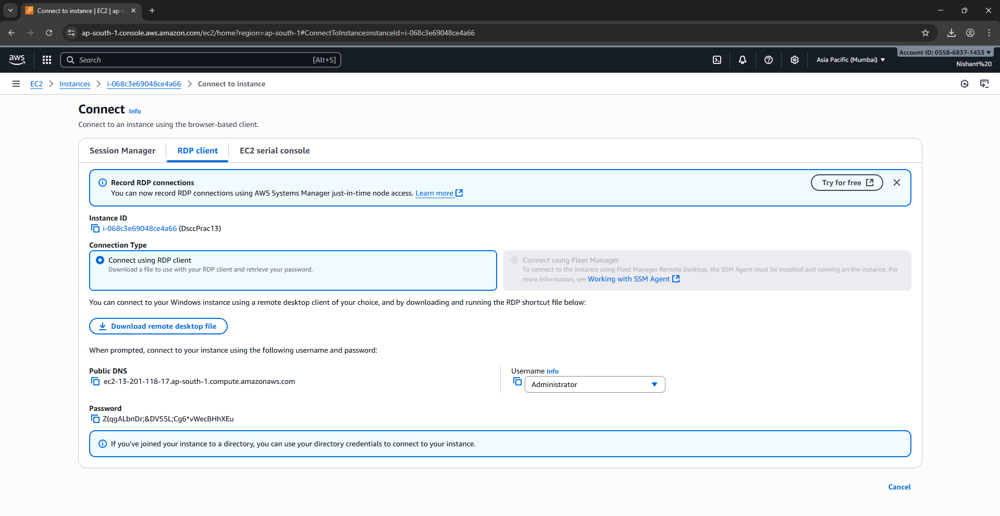 Connect to instance | EC2 | ap-s
ap-south-1.console.aws.amazon.com/ec2/home?region=ap-south-1#ConnectToInstance:instanceId=i-068c3e69048ce4a66
aws
Search
[Alt+S]
Asia Pacific (Mumbai)
Account ID: 0558-6837-1453
Nishant%20
EC2
Instances
i-068c3e69048ce4a66
Connect to instance
Connect Info
Connect to an instance using the browser-based client.
Session Manager
RDP client
EC2 serial console
Record RDP connections
You can now record RDP connections using AWS Systems Manager just-in-time node access. Learn more
Try for free
Instance ID
i-068c3e69048ce4a66 (DsccPrac13)
Connection Type
Connect using RDP client
Download a file to use with your RDP client and retrieve your password.
Connect using Fleet Manager
To connect to the instance using Fleet Manager Remote Desktop, the SSM Agent must be installed and running on the instance. For
more information, see Working with SSM Agent
You can connect to your Windows instance using a remote desktop client of your choice, and by downloading and running the RDP shortcut file below:
Download remote desktop file
When prompted, connect to your instance using the following username and password:
Public DNS
ec2-13-201-118-17.ap-south-1.compute.amazonaws.com
Username Info
Administrator
Password
Z(qgALbnDr;&DV55L;Cg6*vWecBHhXEu
If you've joined your instance to a directory, you can use your directory credentials to connect to your instance.
Cancel